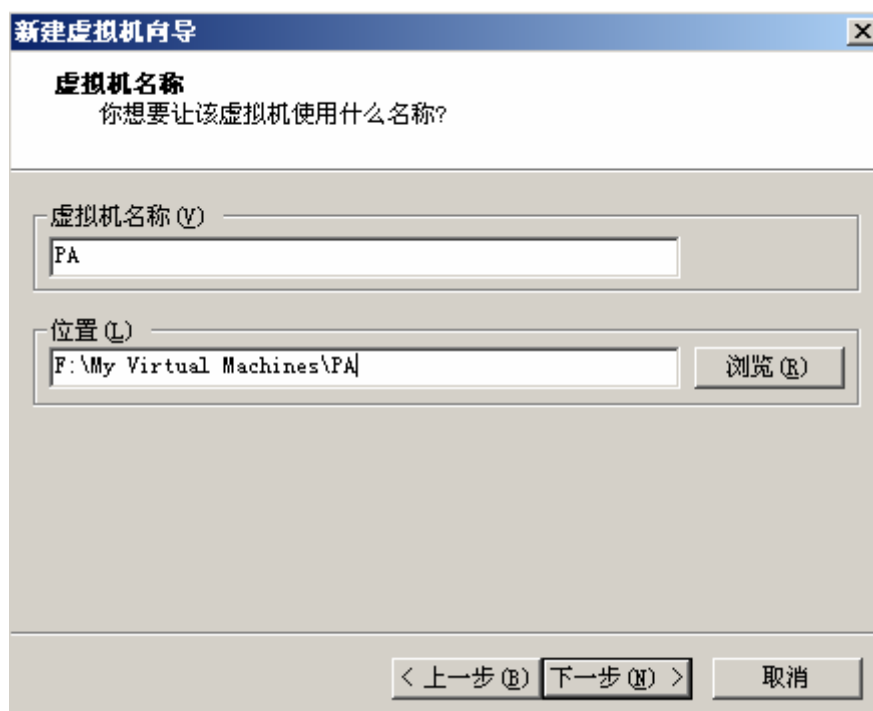 新建虚拟机向导
虚拟机名称
你想要让该虚拟机使用什么名称?
虚拟机名称(V)
PA
位置(L)
F:\My Virtual Machines\PA
浏览(R)
< 上一步(B)
下一步(N) >
取消